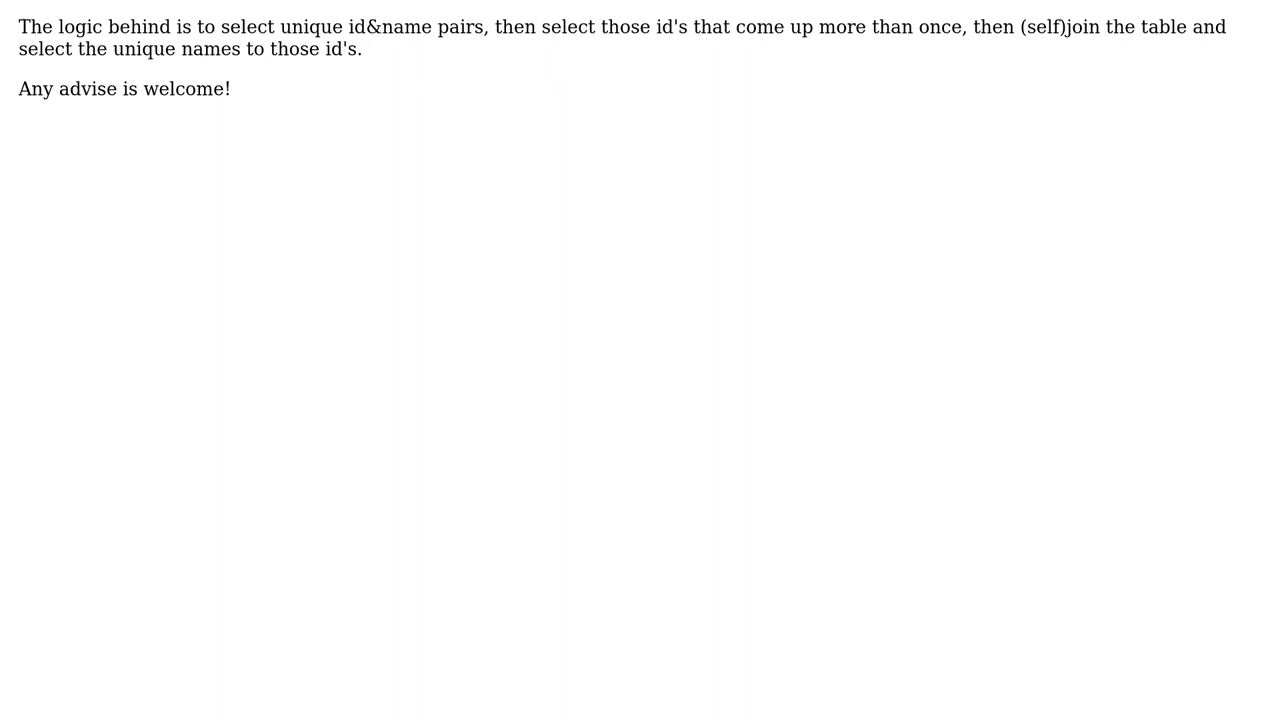 The logic behind is to select unique id&name pairs, then select those id's that come up more than once, then (self)join the table and
select the unique names to those id's.
Any advise is welcome!